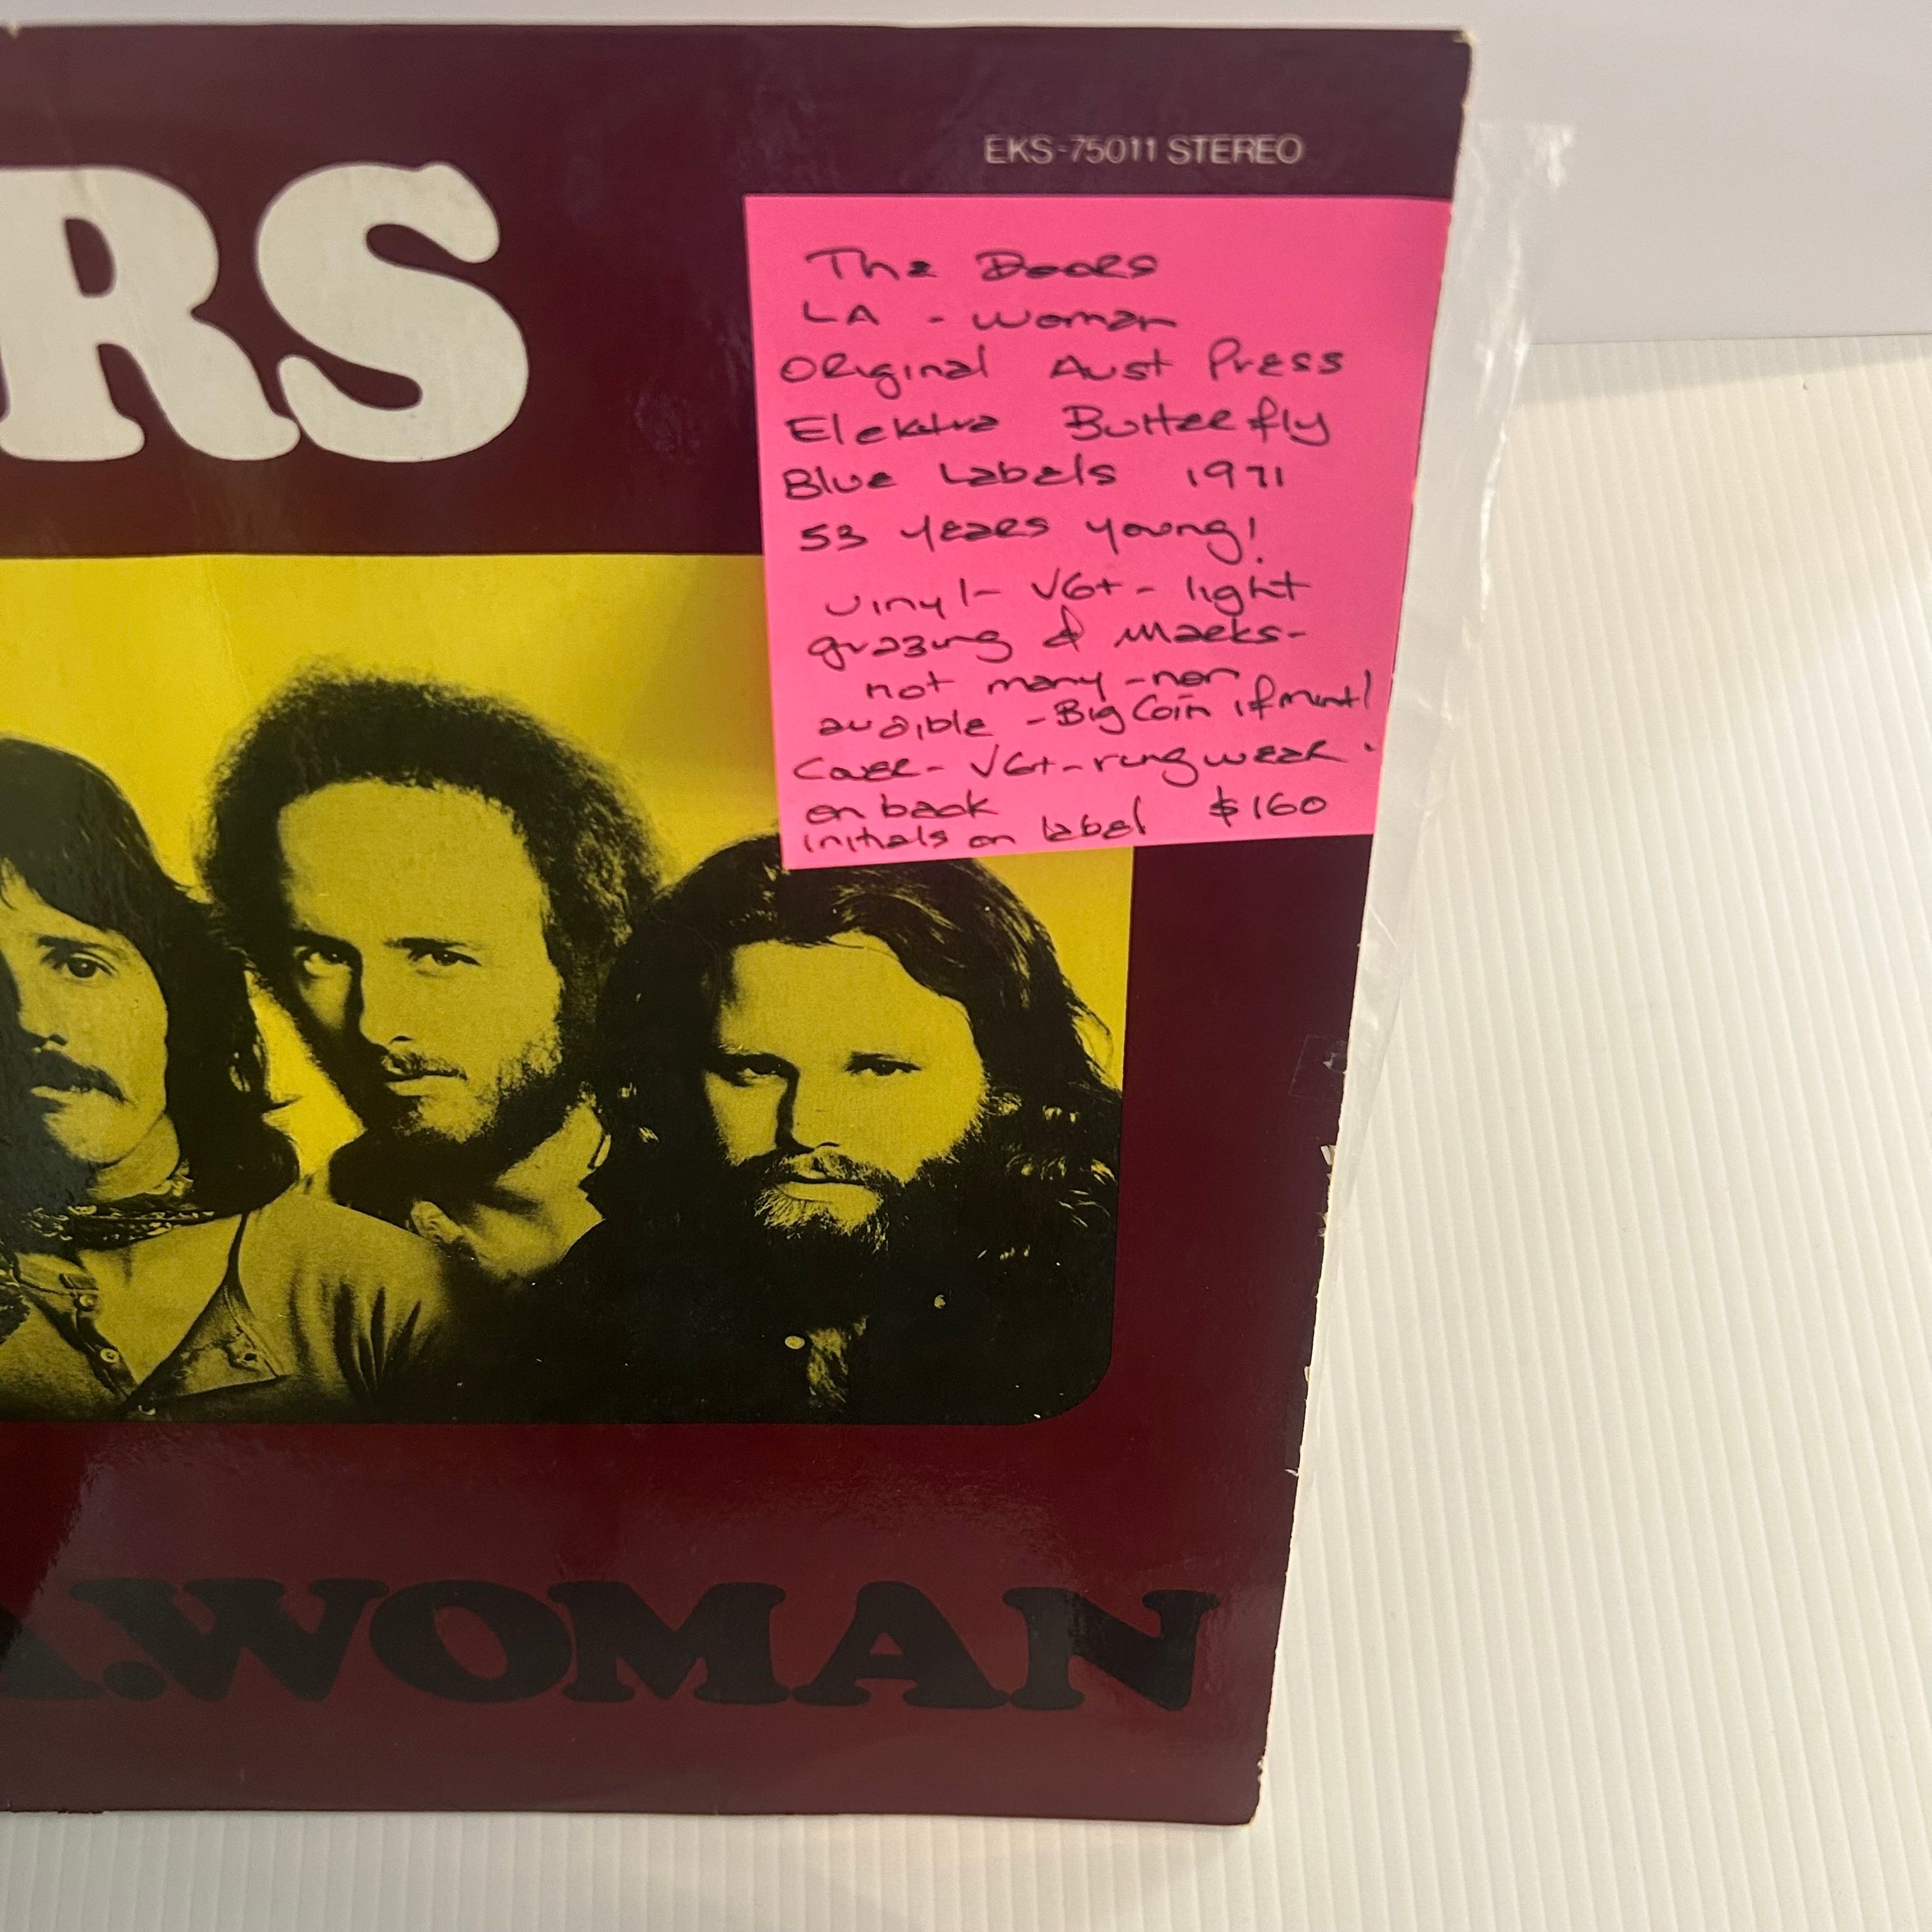 EKS-75011 STEREO
RS
The Doors
LA - Woman
Original Aust Press
Elektra Butterfly
Blue Labels 1971
53 years young!
Vinyl- VG+ - light
grazing & Marks-
not many - non
audible - Big Coin if mint!
Cover- VG+ - ring wear
on back $160
initials on label
.WOMAN